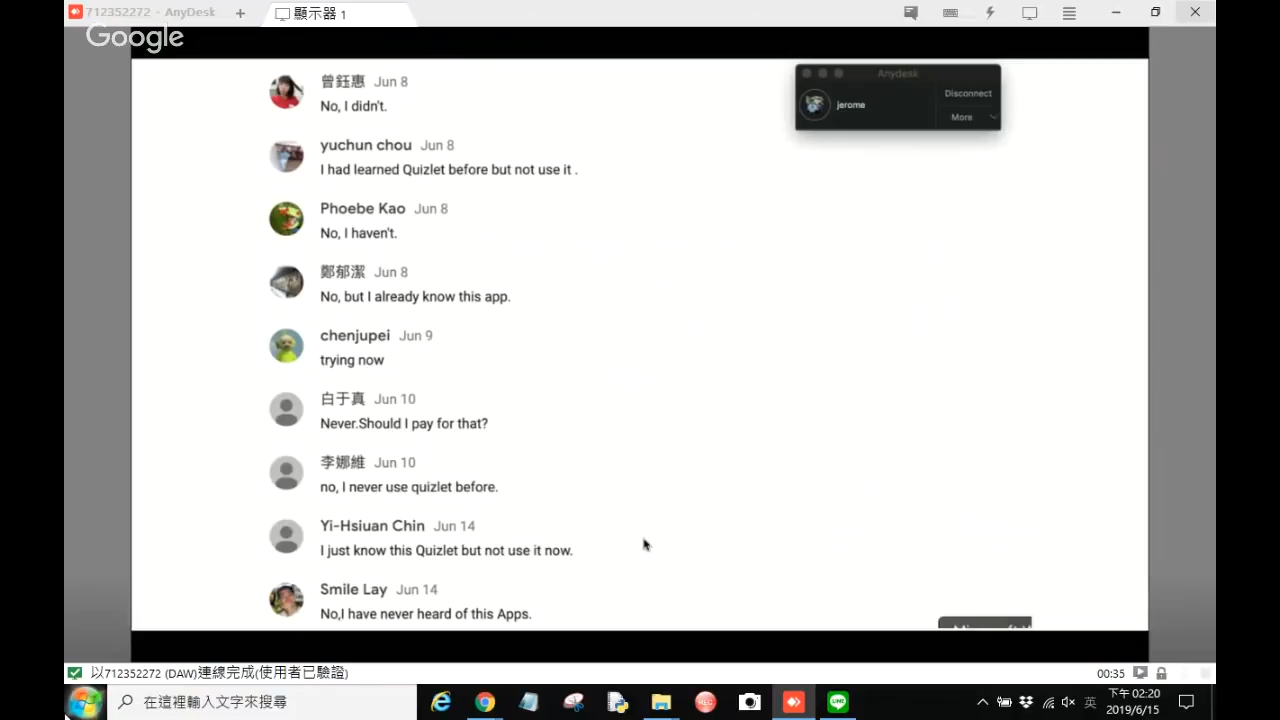 712352272 - AnyDesk
顯示器 1
Google
曾鈺惠 Jun 8
No, I didn't.
yuchun chou Jun 8
I had learned Quizlet before but not use it .
Phoebe Kao Jun 8
No, I haven't.
鄭郁潔 Jun 8
No, but I already know this app.
chenjupei Jun 9
trying now
白于真 Jun 10
Never.Should I pay for that?
李娜維 Jun 10
no, I never use quizlet before.
Yi-Hsiuan Chin Jun 14
I just know this Quizlet but not use it now.
Smile Lay Jun 14
No,I have never heard of this Apps.
Anydesk
jerome
Disconnect
More
以712352272 (DAW)連線完成(使用者已驗證)
00:35
在這裡輸入文字來搜尋
REC
LINE
英
下午 02:20
2019/6/15